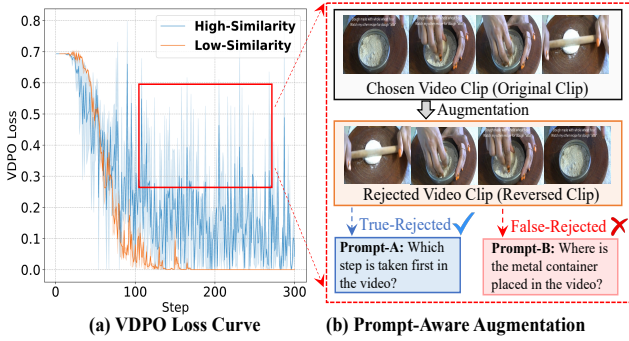 (a)
High-Similarity
Low-Similarity
VDPO Loss
0.8
0.7
0.6
0.5
0.4
0.3
0.2
0.1
0.0
0
100
200
300
Step
(a) VDPO Loss Curve
Chosen Video Clip (Original Clip)
Augmentation
Rejected Video Clip (Reversed Clip)
True-Rejected
False-Rejected
Prompt-A: Which
step is taken first in
the video?
Prompt-B: Where is
the metal container
placed in the video?
(b) Prompt-Aware Augmentation